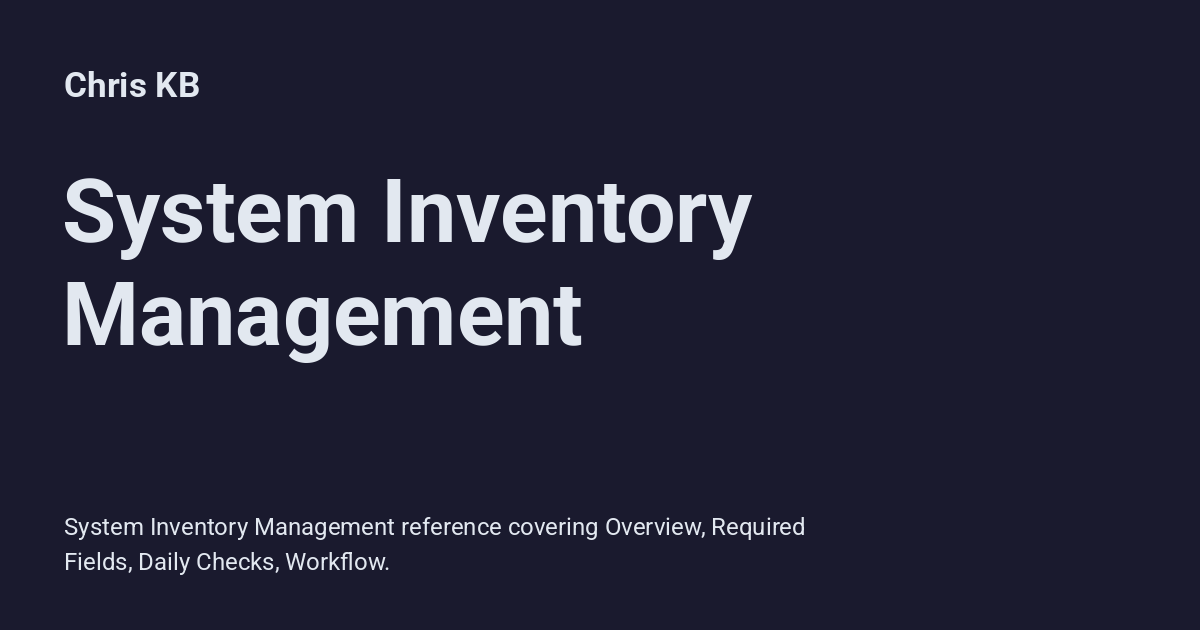 Chris KB
System Inventory
Management
System Inventory Management reference covering Overview, Required
Fields, Daily Checks, Workflow.